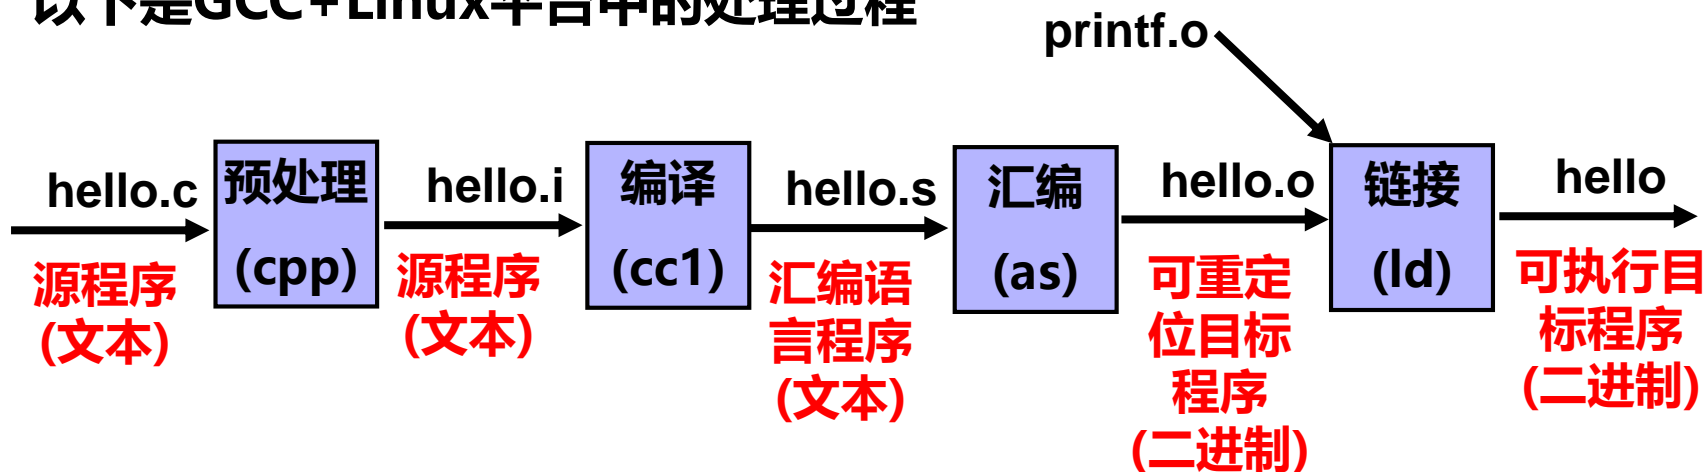 以下是GCC+Linux平台中的处理过程
printf.o
hello.c
预处理
(cpp)
源程序
(文本)
hello.i
源程序
(文本)
编译
(cc1)
hello.s
汇编语
言程序
(文本)
汇编
(as)
hello.o
可重定
位目标
程序
(二进制)
链接
(ld)
hello
可执行目
标程序
(二进制)